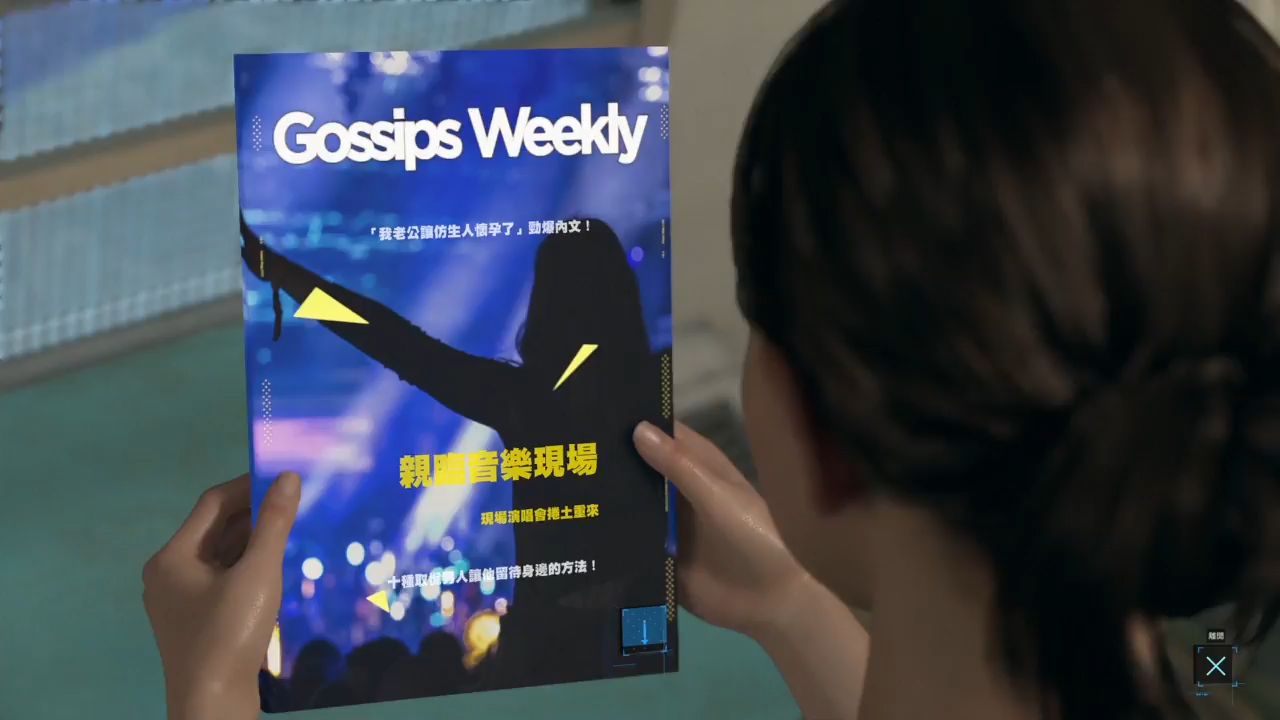 Gossips Weekly
「我老公讓仿生人懷孕了」勁爆內文！
親臨音樂現場
現場演唱會捲土重來
十種取悅男人讓他留待身邊的方法！
離開